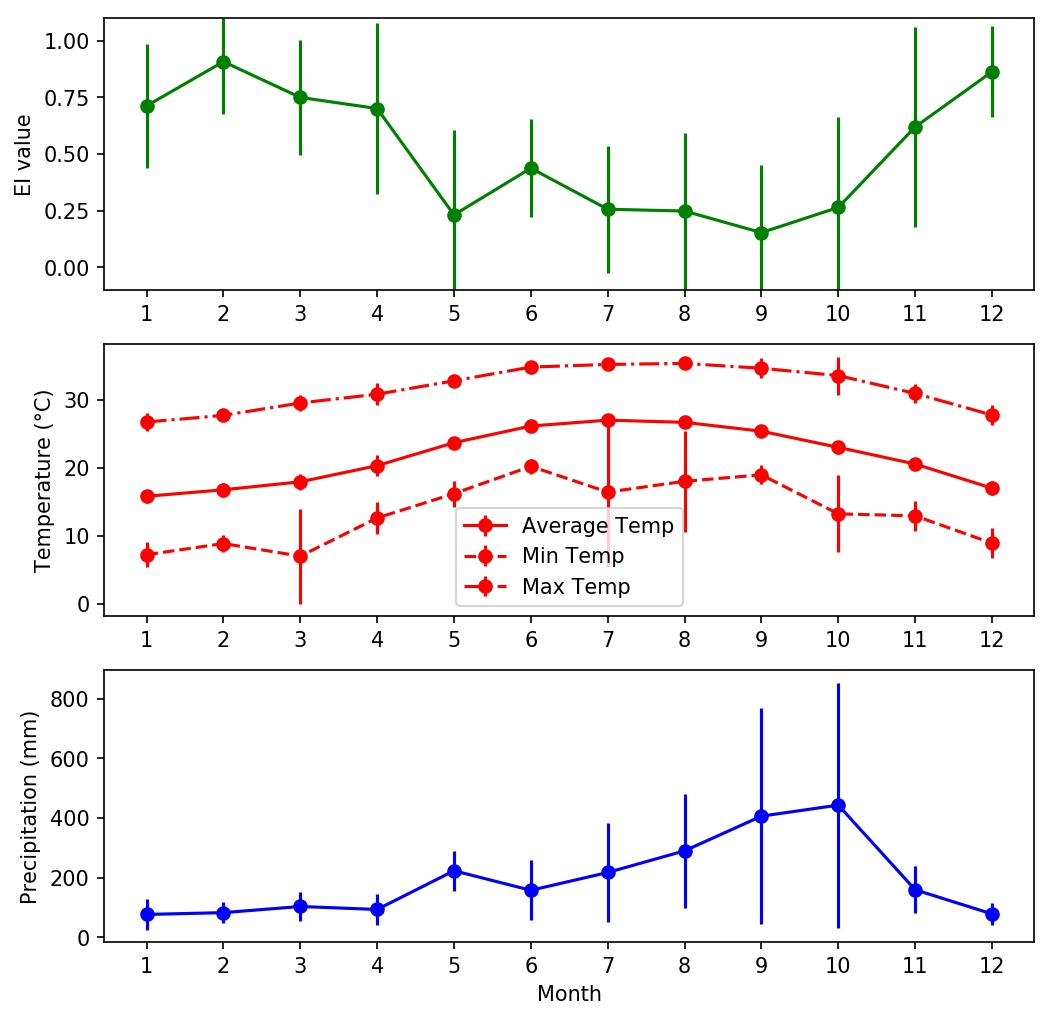 EI value
1.00
0.75
0.50
0.25
0.00
1 2 3 4 5 6 7 8 9 10 11 12
Temperature (°C)
30
20
10
0
Average Temp
Min Temp
Max Temp
1 2 3 4 5 6 7 8 9 10 11 12
Precipitation (mm)
800
600
400
200
0
1 2 3 4 5 6 7 8 9 10 11 12
Month